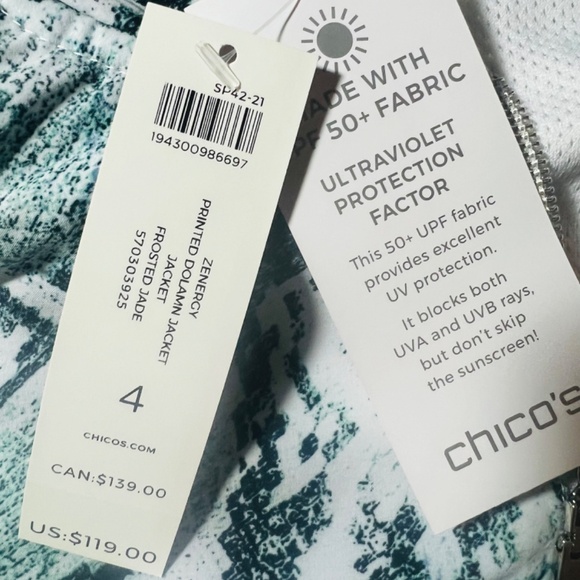 SP42-21
194300986697
ZENERGY
PRINTED DOLAMN JACKET
JACKET
FROSTED JADE
570303925
4
CHICOS.COM
CAN:$139.00
US:$119.00
MADE WITH
UPF 50+ FABRIC
ULTRAVIOLET
PROTECTION
FACTOR
This 50+ UPF fabric
provides excellent
UV protection.
It blocks both
UVA and UVB rays,
but don't skip
the sunscreen!
chico's